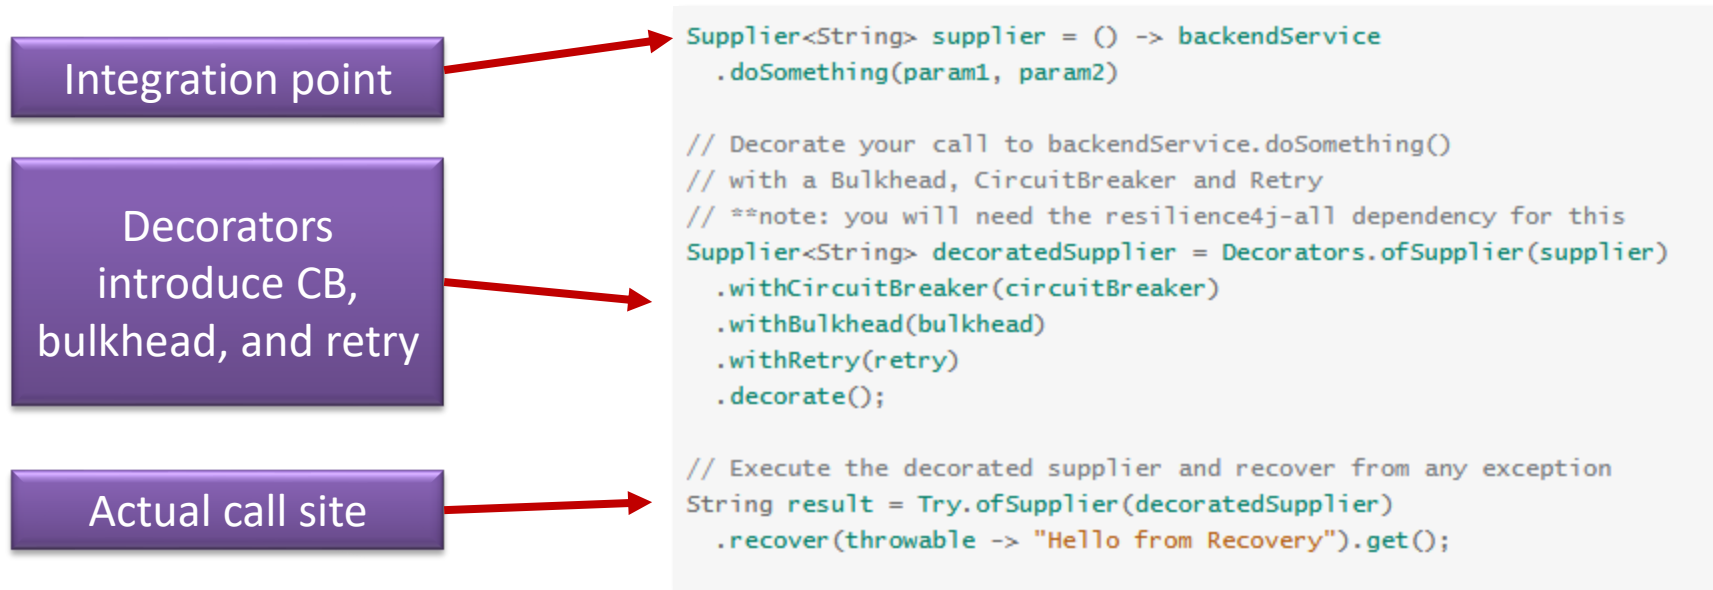 Integration point
Decorators
introduce CB,
bulkhead, and retry
Actual call site
Supplier<String> supplier = () -> backendService
  .doSomething(param1, param2)
// Decorate your call to backendService.doSomething()
// with a Bulkhead, CircuitBreaker and Retry
// **note: you will need the resilience4j-all dependency for this
Supplier<String> decoratedSupplier = Decorators.ofSupplier(supplier)
  .withCircuitBreaker(circuitBreaker)
  .withBulkhead(bulkhead)
  .withRetry(retry)
  .decorate();
// Execute the decorated supplier and recover from any exception
String result = Try.ofSupplier(decoratedSupplier)
  .recover(throwable -> "Hello from Recovery").get();